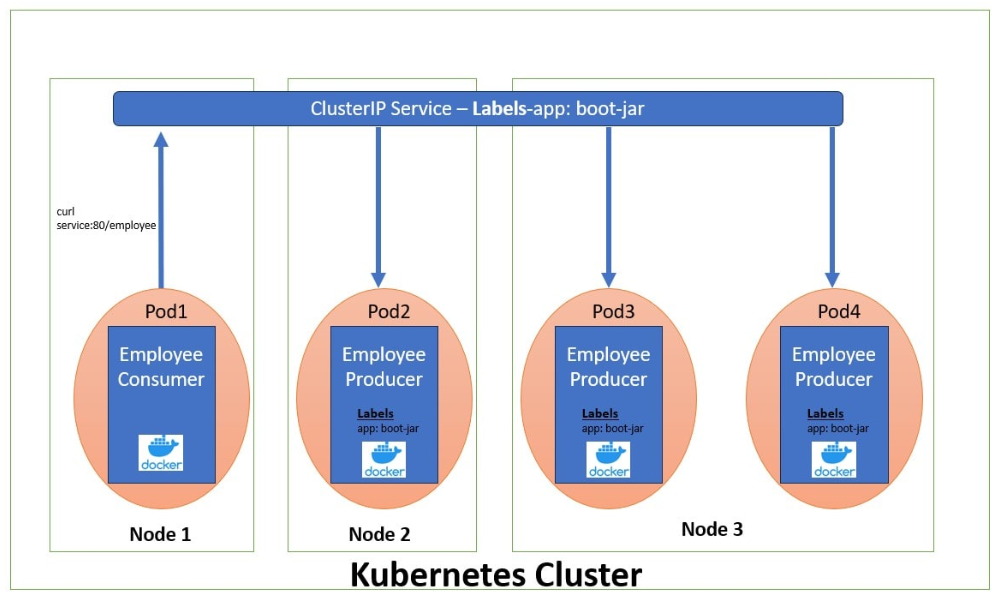 ClusterIP Service – Labels-app: boot-jar
curl
service:80/employee
Pod1
Employee
Consumer
docker
Node 1
Pod2
Employee
Producer
Labels
app: boot-jar
docker
Node 2
Pod3
Employee
Producer
Labels
app: boot-jar
docker
Pod4
Employee
Producer
Labels
app: boot-jar
docker
Node 3
Kubernetes Cluster